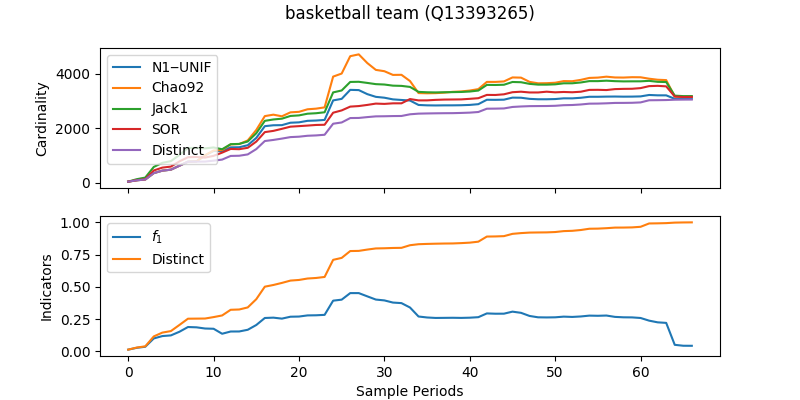 basketball team (Q13393265)
Cardinality
4000
2000
0
N1−UNIF
Chao92
Jack1
SOR
Distinct
Indicators
1.00
0.75
0.50
0.25
0.00
f1
Distinct
0 10 20 30 40 50 60
Sample Periods